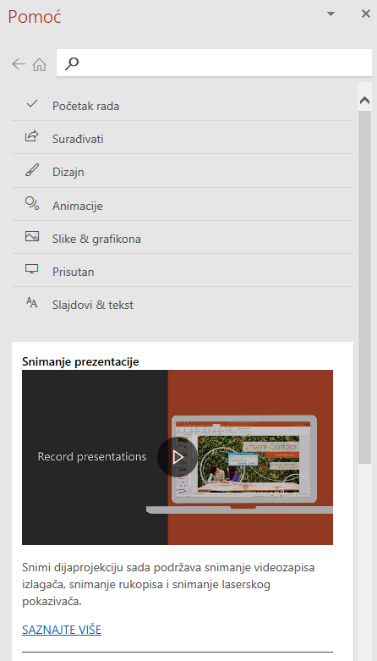 Pomoć
Početak rada
Surađivati
Dizajn
Animacije
Slike & grafikona
Prisutan
Slajdovi & tekst
Snimanje prezentacije
Record presentations
Snimi dijaprojekciju sada podržava snimanje videozapisa
izlagača, snimanje rukopisa i snimanje laserskog
pokazivača.
SAZNAJTE VIŠE